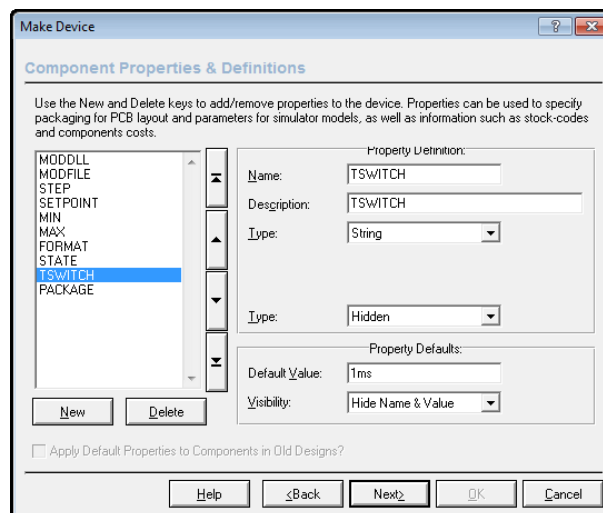 Make Device
Component Properties & Definitions
Use the New and Delete keys to add/remove properties to the device. Properties can be used to specify
packaging for PCB layout and parameters for simulator models, as well as information such as stock-codes
and components costs.
MODDLL
MODFILE
STEP
SETPOINT
MIN
MAX
FORMAT
STATE
TSWITCH
PACKAGE
New
Delete
Property Definition:
Name: TSWITCH
Description: TSWITCH
Type: String
Type: Hidden
Property Defaults:
Default Value: 1ms
Visibility: Hide Name & Value
Apply Default Properties to Components in Old Designs?
Help
<Back
Next>
OK
Cancel